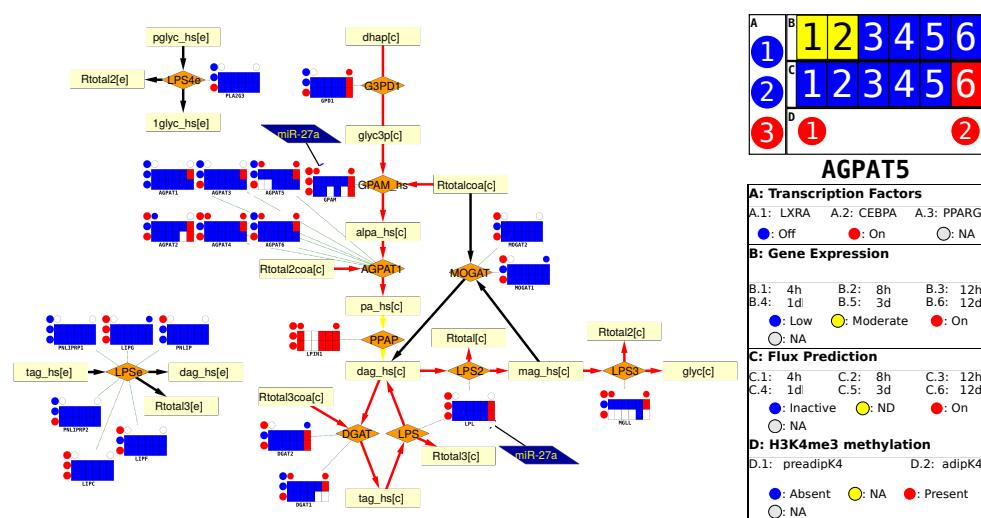 pglyc_hs[e]
Rtotal2[e]
LPS4e
PLA2G3
1glyc_hs[e]
dhap[c]
G3PD1
GPD1
glyc3p[c]
miR-27a
GPAM_hs
GPAM
Rtotalcoa[c]
AGPAT1
AGPAT3
AGPAT5
AGPAT2
AGPAT4
AGPAT6
alpa_hs[c]
Rtotal2coa[c]
AGPAT1
MOGAT
MOGAT2
MOGAT1
pa_hs[c]
PPAP
LPIN1
dag_hs[c]
Rtotal[c]
LPS2
LPL
mag_hs[c]
Rtotal2[c]
LPS3
MGLL
glyc[c]
Rtotal3coa[c]
DGAT
DGAT2
DGAT1
LPS
Rtotal3[c]
miR-27a
tag_hs[c]
PNLIPRP1
LIPG
PNLIP
tag_hs[e]
LPSe
dag_hs[e]
Rtotal3[e]
PNLIPRP2
LIPF
LIPC
A
1
2
3
B
1 2 3 4 5 6
C
1 2 3 4 5 6
D
1 2
AGPAT5
A: Transcription Factors
A.1: LXRA A.2: CEBPA A.3: PPARG
: Off : On : NA
B: Gene Expression
B.1: 4h B.2: 8h B.3: 12h
B.4: 1d B.5: 3d B.6: 12d
: Low : Moderate : On
: NA
C: Flux Prediction
C.1: 4h C.2: 8h C.3: 12h
C.4: 1d C.5: 3d C.6: 12d
: Inactive : ND : On
: NA
D: H3K4me3 methylation
D.1: preadipK4 D.2: adipK4
: Absent : NA : Present
: NA